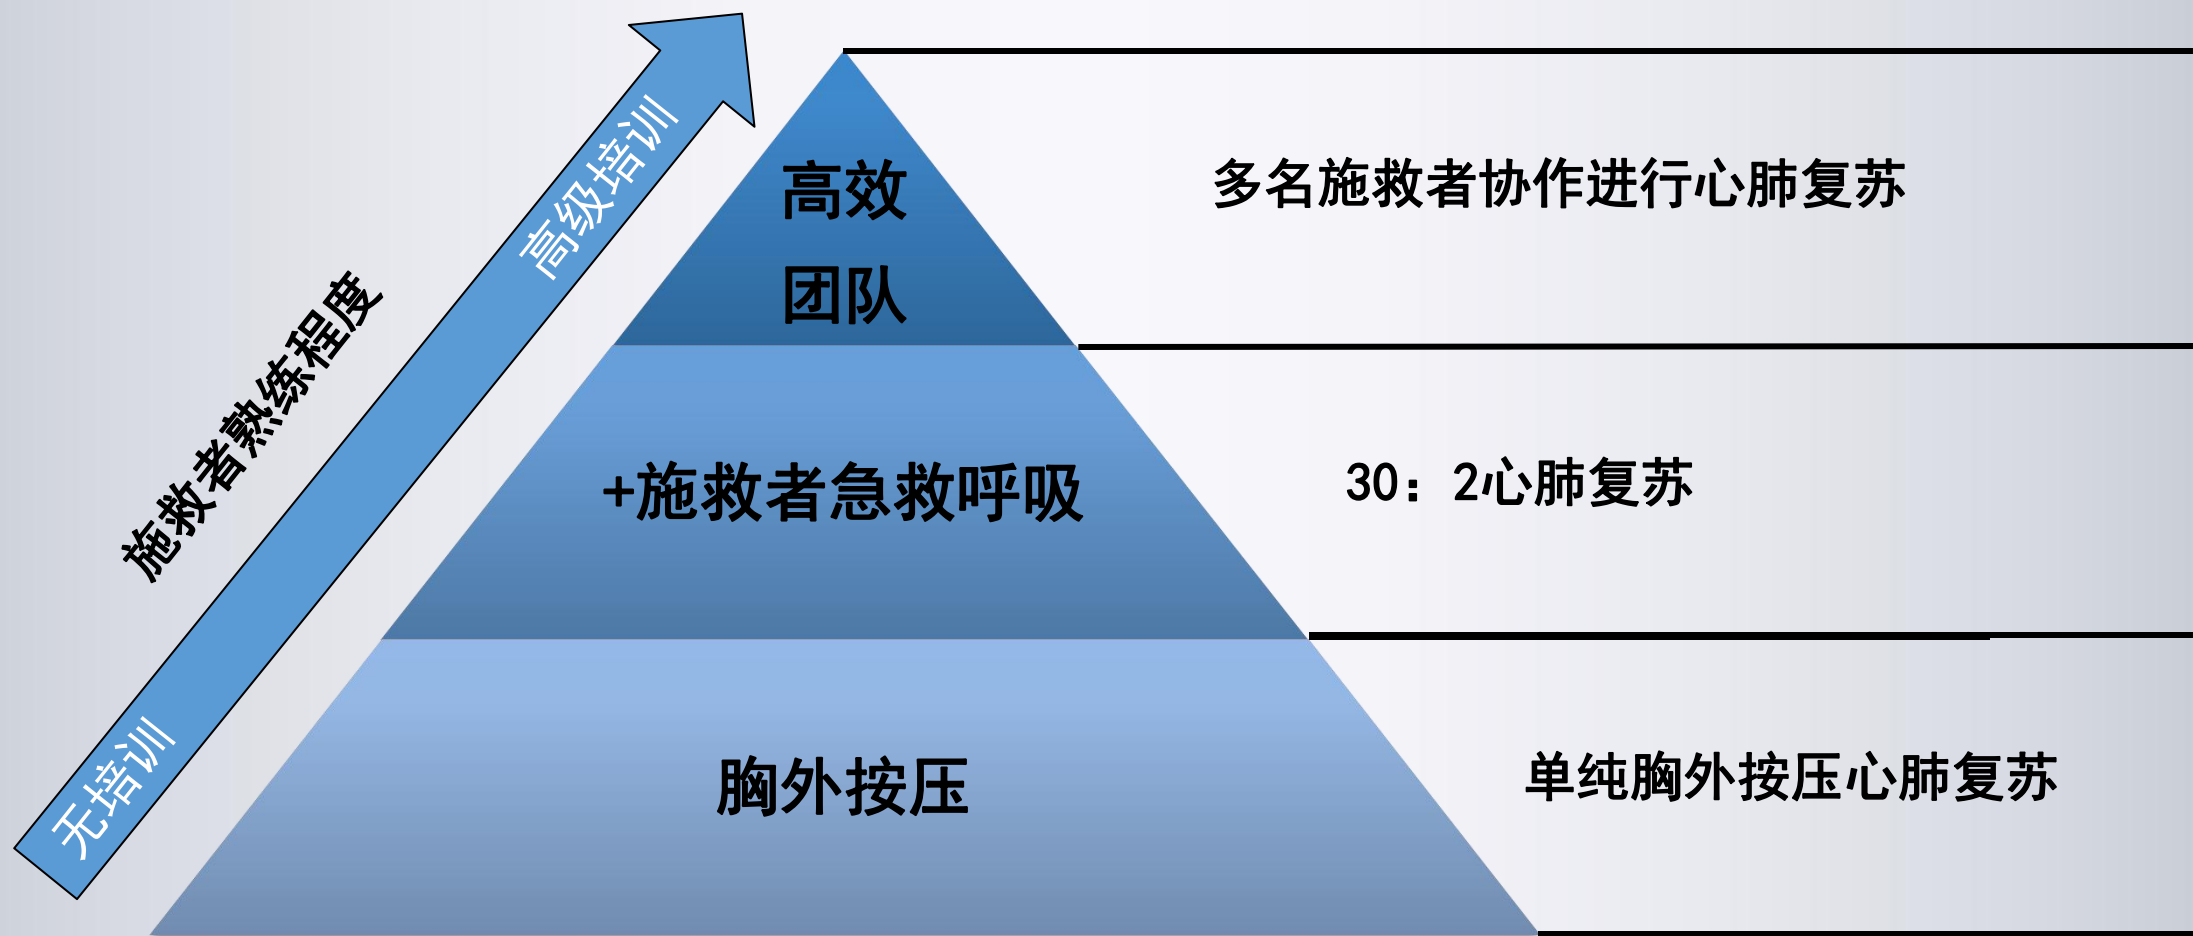 高级培训
施救者熟练程度
无培训
高效
团队
多名施救者协作进行心肺复苏
+施救者急救呼吸
30：2心肺复苏
胸外按压
单纯胸外按压心肺复苏